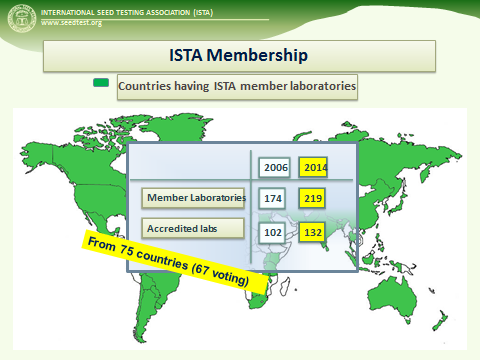 INTERNATIONAL SEED TESTING ASSOCIATION (ISTA)
www.seedtest.org
ISTA Membership
Countries having ISTA member laboratories
2006 2014
Member Laboratories 174 219
Accredited labs 102 132
From 75 countries (67 voting)